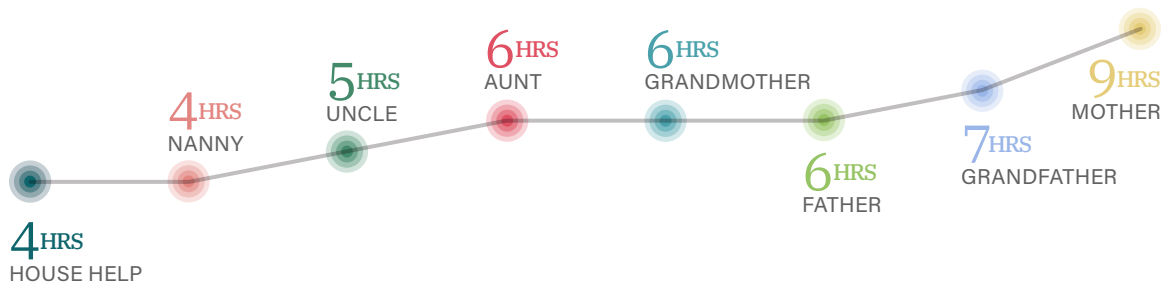 4HRS
HOUSE HELP
4HRS
NANNY
5HRS
UNCLE
6HRS
AUNT
6HRS
GRANDMOTHER
6HRS
FATHER
7HRS
GRANDFATHER
9HRS
MOTHER